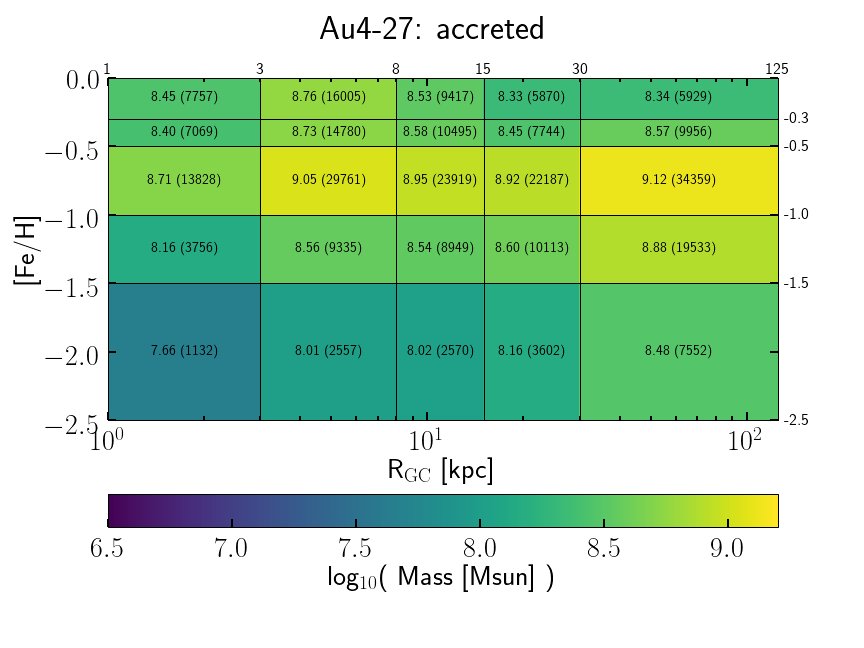 Au4-27: accreted
1 3 8 15 30 125
0.0 8.45 (7757) 8.76 (16005) 8.53 (9417) 8.33 (5870) 8.34 (5929)
-0.3
8.40 (7069) 8.73 (14780) 8.58 (10495) 8.45 (7744) 8.57 (9956)
−0.5 -0.5
8.71 (13828) 9.05 (29761) 8.95 (23919) 8.92 (22187) 9.12 (34359)
−1.0 -1.0
[Fe/H]
8.16 (3756) 8.56 (9335) 8.54 (8949) 8.60 (10113) 8.88 (19533)
−1.5 -1.5
−2.0 7.66 (1132) 8.01 (2557) 8.02 (2570) 8.16 (3602) 8.48 (7552)
−2.5 -2.5
10⁰ 10¹ 10²
R_GC [kpc]
6.5 7.0 7.5 8.0 8.5 9.0
log₁₀( Mass [Msun] )